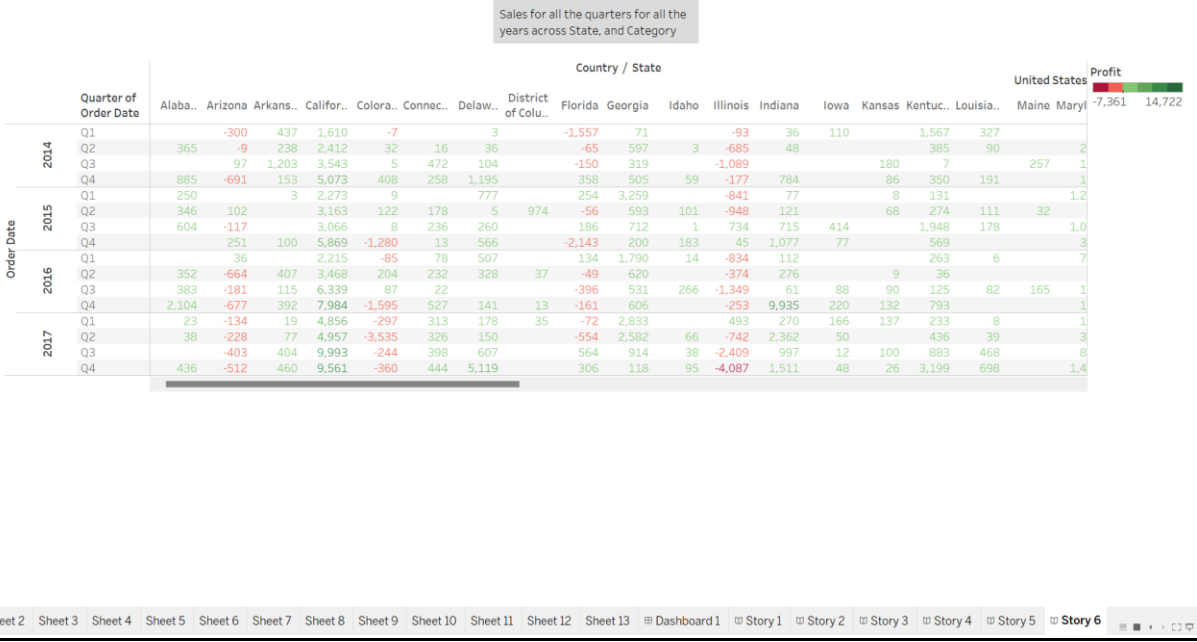 Sales for all the quarters for all the
years across State, and Category
Country / State
United States
Profit
-7,361 14,722
Quarter of
Order Date
Alaba.. Arizona Arkans.. Califor.. Colora.. Connec.. Delaw.. District of Colu.. Florida Georgia Idaho Illinois Indiana Iowa Kansas Kentuc.. Louisia.. Maine Maryl
Order Date
2014
Q1 -300 437 1,610 -7 3 -1,557 71 -93 36 110 1,567 327
Q2 365 -9 238 2,412 32 16 36 -65 597 3 -685 48 385 90 2
Q3 97 1,203 3,543 5 472 104 -150 319 -1,089 180 7 257 1
Q4 885 -691 153 5,073 408 258 1,195 358 505 59 -177 784 86 350 191 1
2015
Q1 250 3 2,273 9 777 254 3,259 -841 77 8 131 1,2
Q2 346 102 3,163 122 178 5 974 -56 593 101 -948 121 68 274 111 32
Q3 604 -117 3,066 8 236 260 186 712 1 734 715 414 1,948 178 1,0
Q4 251 100 5,869 -1,280 13 566 -2,143 200 183 45 1,077 77 569 3
2016
Q1 36 2,215 -85 78 507 134 1,790 14 -834 112 263 6 7
Q2 352 -664 407 3,468 204 232 328 37 -49 620 -374 276 9 36
Q3 383 -181 115 6,339 87 22 -396 531 266 -1,349 61 88 90 125 82 165 1
Q4 2,104 -677 392 7,984 -1,595 527 141 13 -161 606 -253 9,935 220 132 793 1
2017
Q1 23 -134 19 4,856 -297 313 178 35 -72 2,833 493 270 166 137 233 8 1
Q2 38 -228 77 4,957 -3,535 326 150 -554 2,582 66 -742 2,362 50 436 39 3
Q3 -403 404 9,993 -244 398 607 564 914 38 -2,409 997 12 100 883 468 8
Q4 436 -512 460 9,561 -360 444 5,119 306 118 95 -4,087 1,511 48 26 3,199 698 1,4
eet 2 Sheet 3 Sheet 4 Sheet 5 Sheet 6 Sheet 7 Sheet 8 Sheet 9 Sheet 10 Sheet 11 Sheet 12 Sheet 13 Dashboard 1 Story 1 Story 2 Story 3 Story 4 Story 5 Story 6